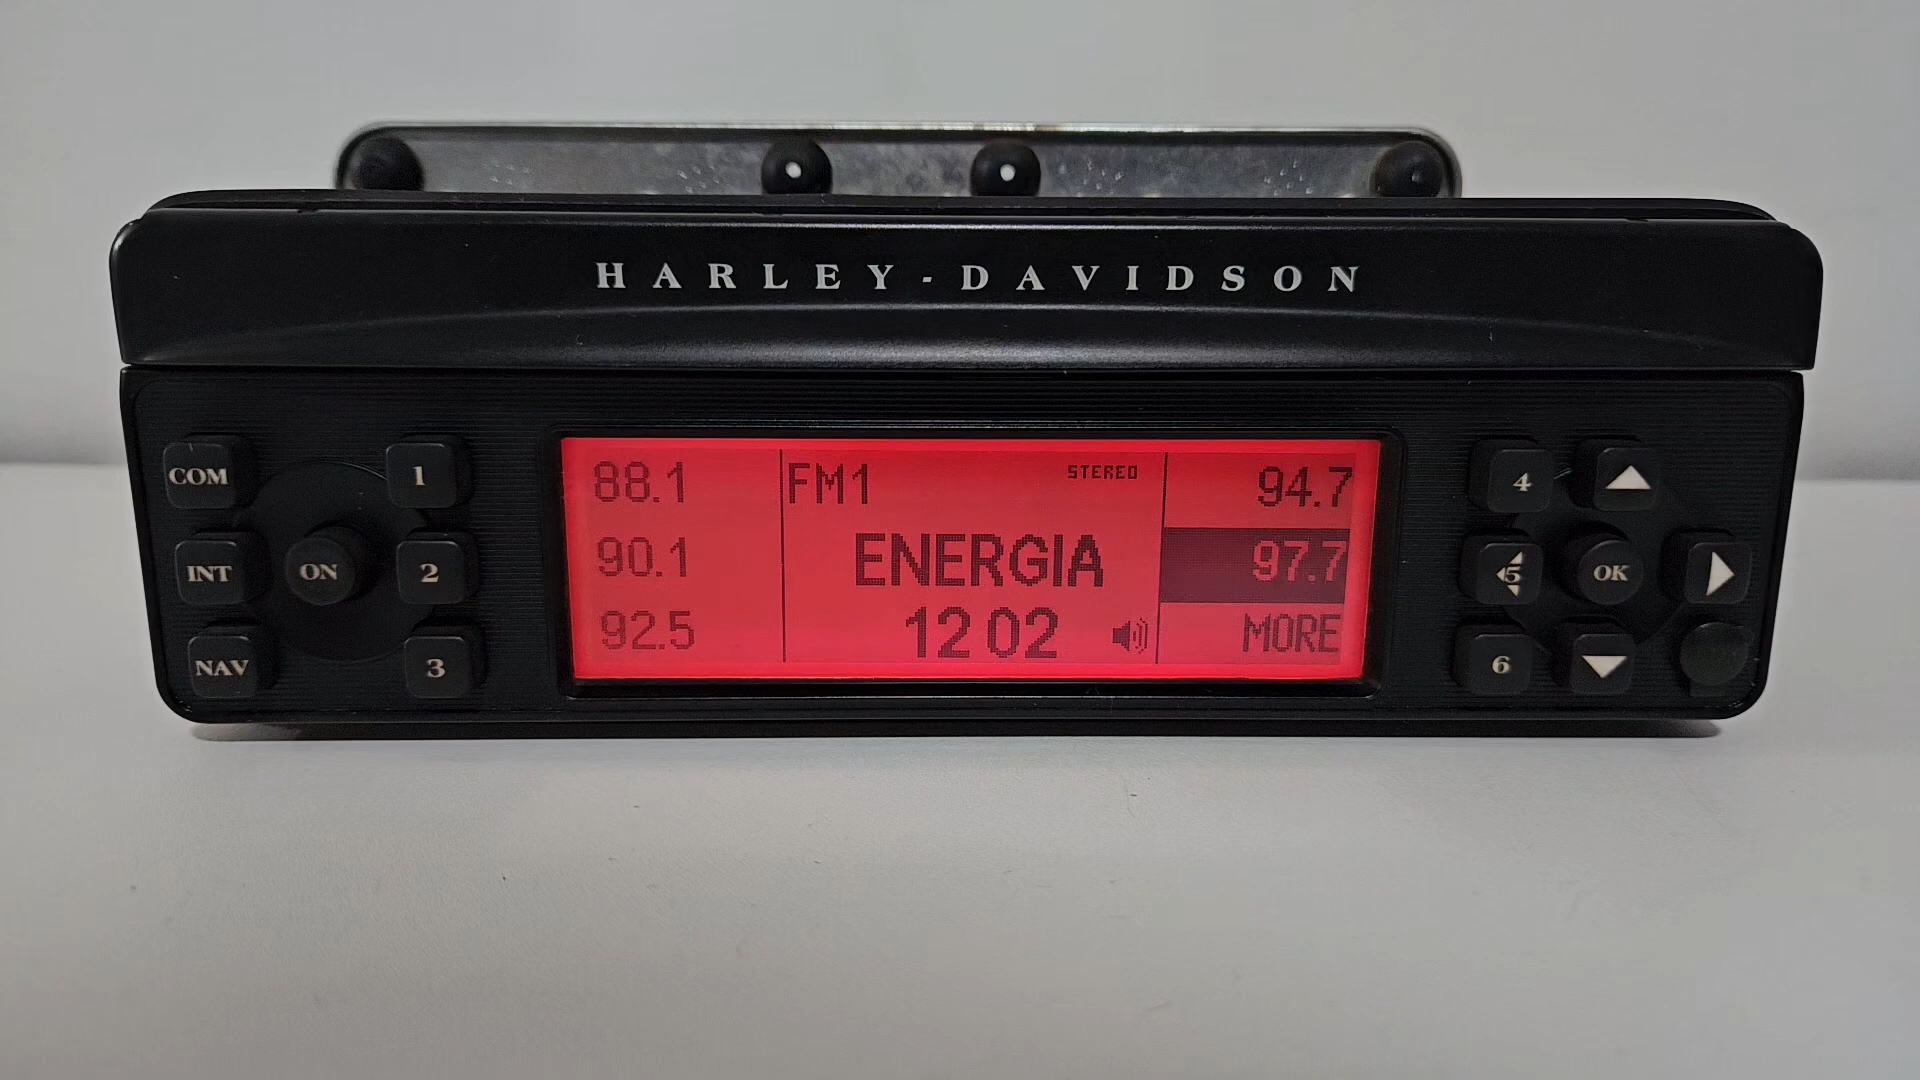 HARLEY-DAVIDSON
COM
INT
NAV
ON
1
2
3
88.1
90.1
92.5
FM1 STEREO
ENERGIA
12 02
94.7
97.7
MORE
4
5
6
OK